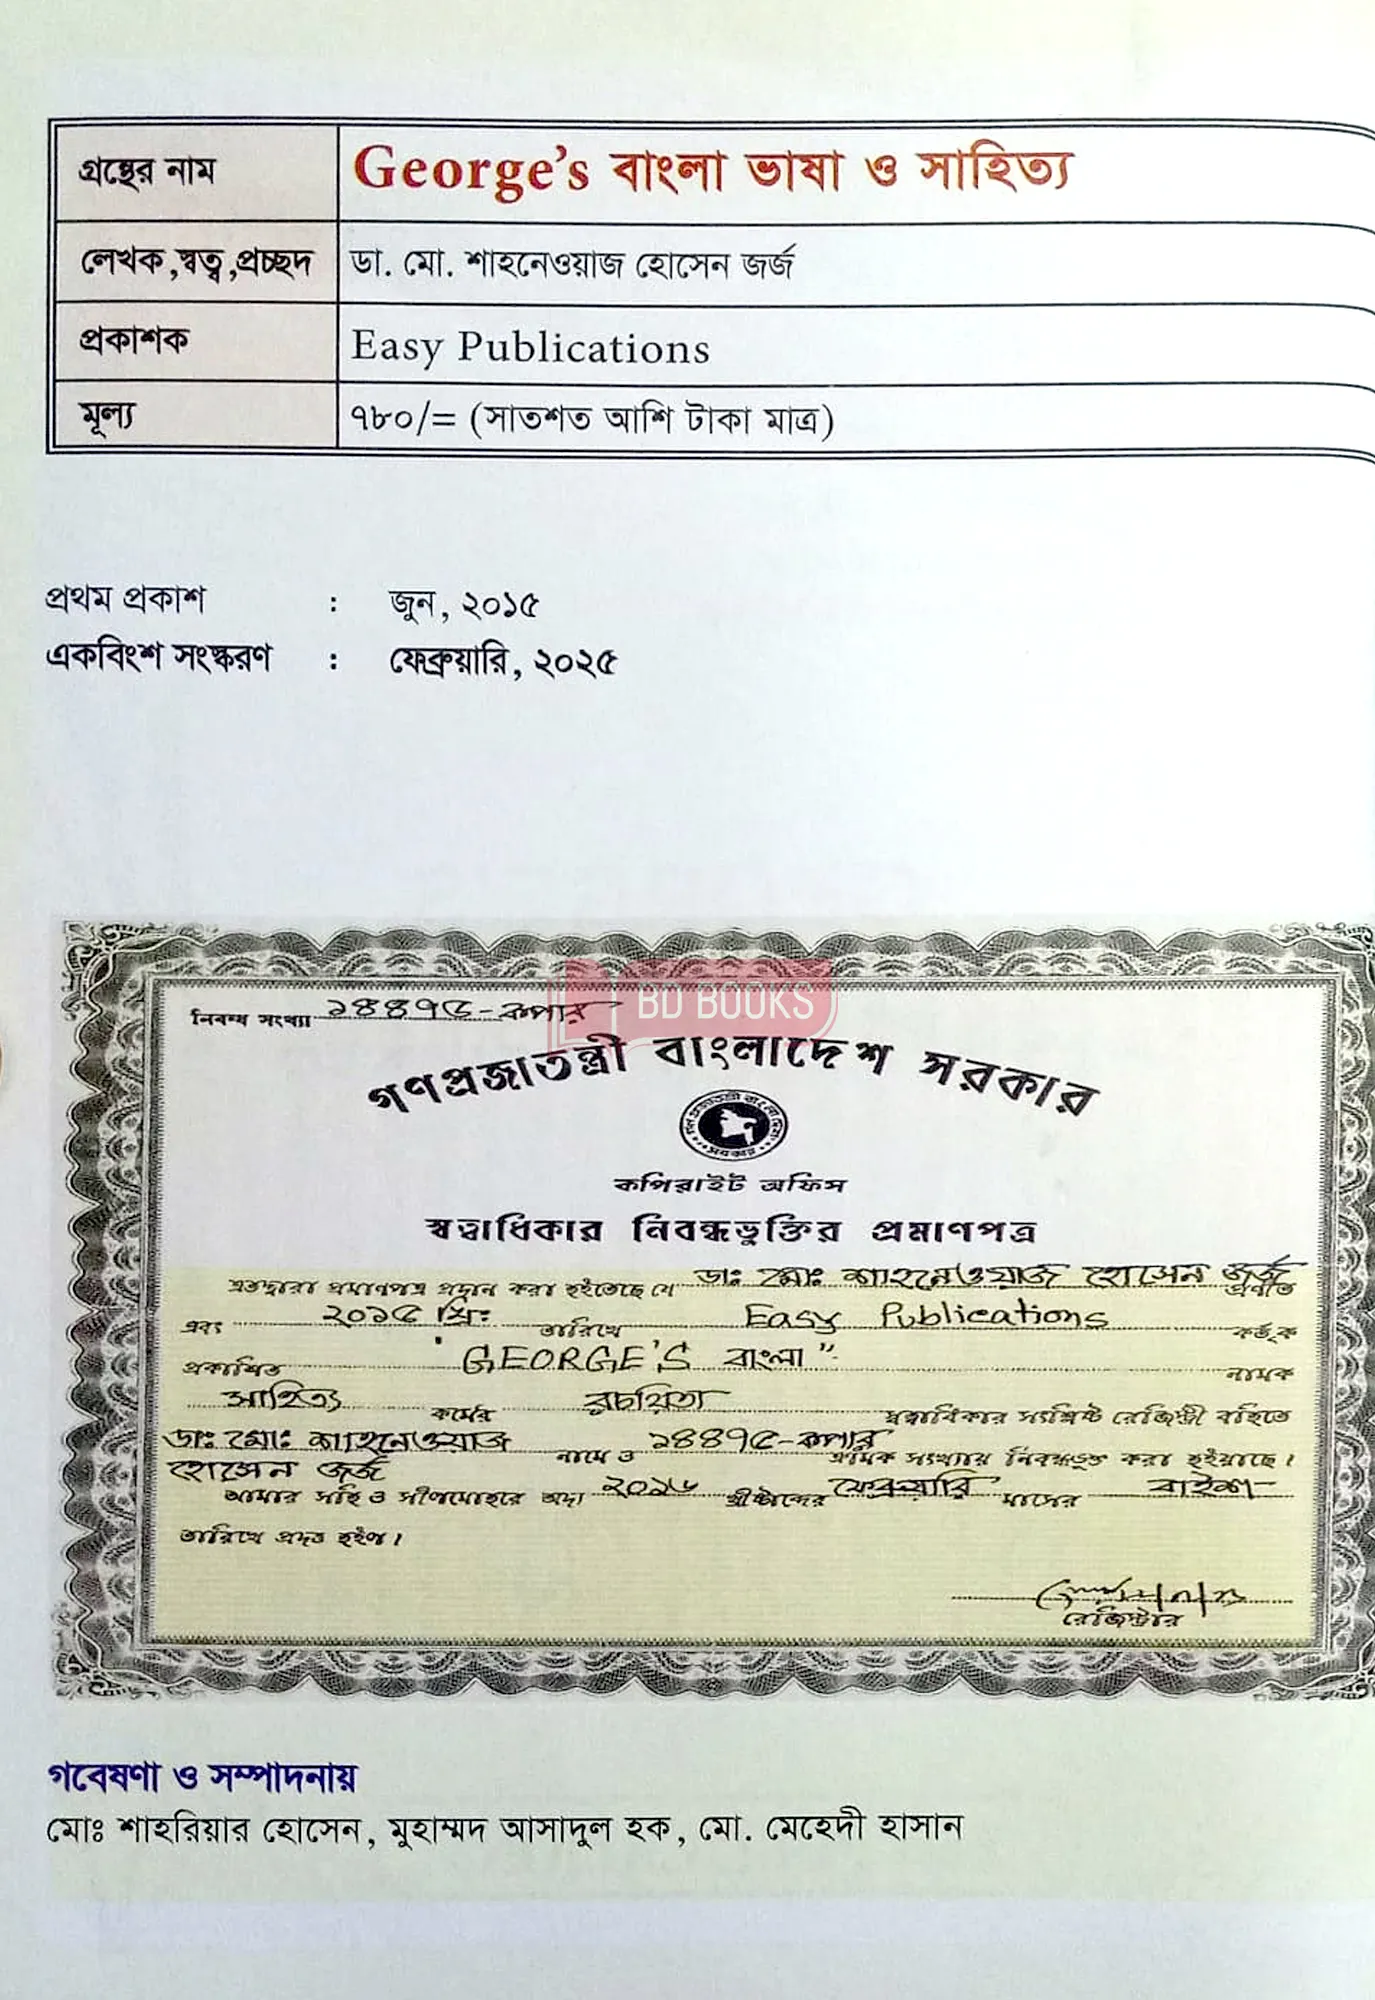 গ্রন্থের নাম George's বাংলা ভাষা ও সাহিত্য
লেখক,স্বত্ব,প্রচ্ছদ ডা. মো. শাহনেওয়াজ হোসেন জর্জ
প্রকাশক Easy Publications
মূল্য ৭৮০/= (সাতশত আশি টাকা মাত্র)
প্রথম প্রকাশ : জুন, ২০১৫
একবিংশ সংস্করণ : ফেব্রুয়ারি, ২০২৫
BD BOOKS
নিবন্ধ সংখ্যা ১৪৪৭৫-কপার
গণপ্রজাতন্ত্রী বাংলাদেশ সরকার
কপিরাইট অফিস
স্বত্বাধিকার নিবন্ধভুক্তির প্রমাণপত্র
এতদ্দ্বারা প্রমাণপত্র প্রদান করা হইতেছে যে ডাঃ মোঃ শাহনেওয়াজ হোসেন জর্জ প্রণীত
এবং ২০১৫ খ্রিঃ তারিখে Easy Publications কর্তৃক
প্রকাশিত "GEORGE'S বাংলা" নামক
সাহিত্য কর্মের রচয়িতা স্বত্বাধিকার সংশ্লিষ্ট রেজিস্ট্রী বহিতে
ডাঃ মোঃ শাহনেওয়াজ হোসেন জর্জ নামে ও ১৪৪৭৫-কপার ক্রমিক সংখ্যায় নিবন্ধভুক্ত করা হইয়াছে।
আমার সহি ও সীলমোহরে অদ্য ২০১৬ খ্রীষ্টাব্দের ফেব্রুয়ারি মাসের বাইশ
তারিখে প্রদত্ত হইল।
রেজিস্ট্রার
গবেষণা ও সম্পাদনায়
মোঃ শাহরিয়ার হোসেন, মুহাম্মদ আসাদুল হক, মো. মেহেদী হাসান